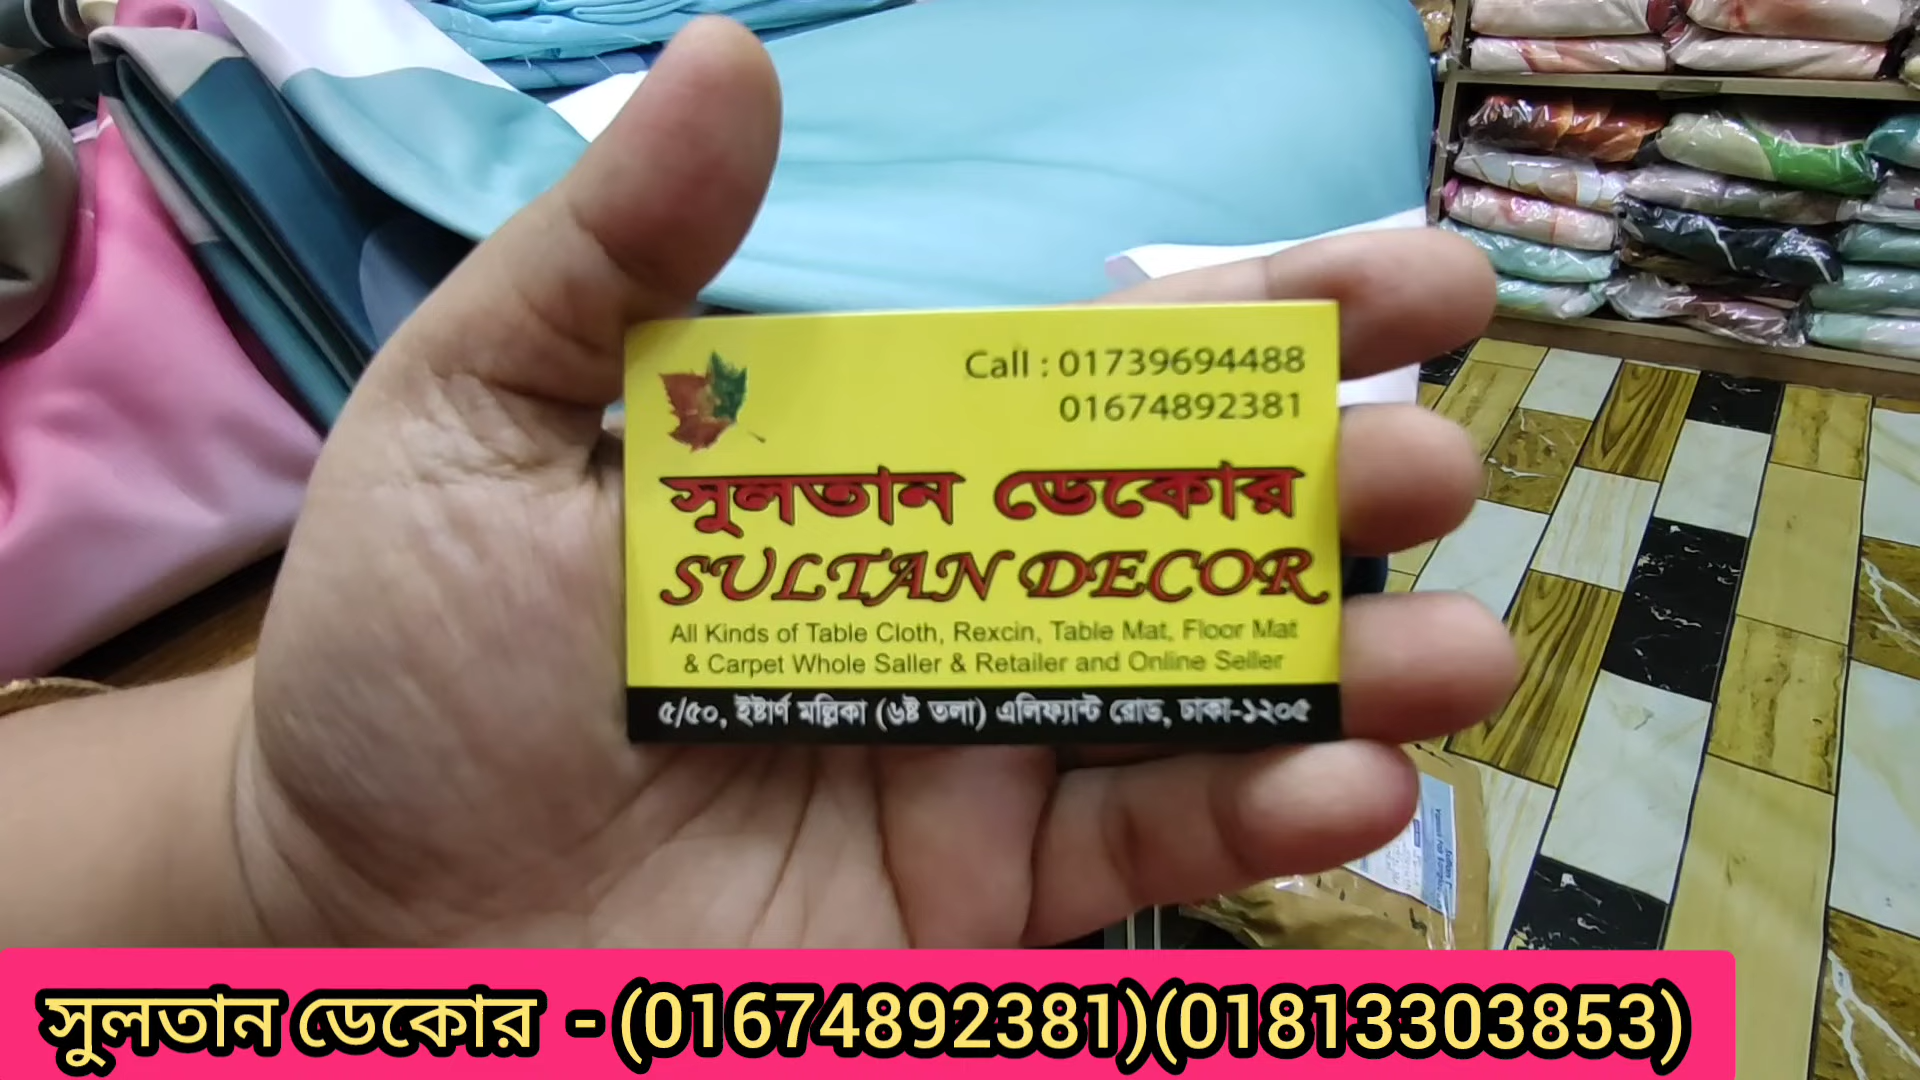 Call : 01739694488
01674892381
সুলতান ডেকোর
SULTAN DECOR
All Kinds of Table Cloth, Rexcin, Table Mat, Floor Mat
& Carpet Whole Saller & Retailer and Online Seller
৫/৫০, ইষ্টার্ণ মল্লিকা (৬ষ্ট তলা) এলিফ্যান্ট রোড, ঢাকা-১২০৫
সুলতান ডেকোর - (01674892381)(01813303853)